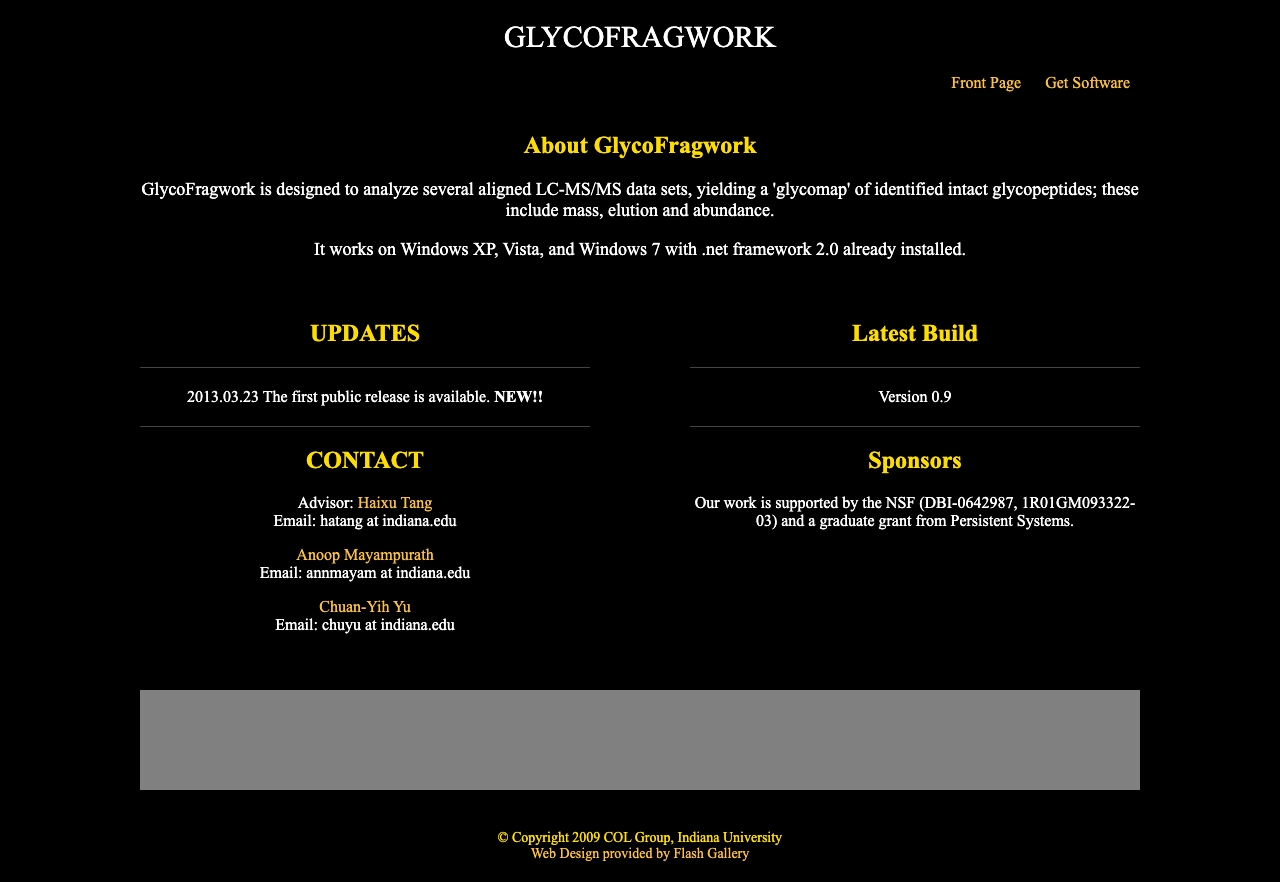 GLYCOFRAGWORK
Front Page Get Software
About GlycoFragwork
GlycoFragwork is designed to analyze several aligned LC-MS/MS data sets, yielding a 'glycomap' of identified intact glycopeptides; these
include mass, elution and abundance.
It works on Windows XP, Vista, and Windows 7 with .net framework 2.0 already installed.
UPDATES
2013.03.23 The first public release is available. NEW!!
CONTACT
Advisor: Haixu Tang
Email: hatang at indiana.edu
Anoop Mayampurath
Email: annmayam at indiana.edu
Chuan-Yih Yu
Email: chuyu at indiana.edu
Latest Build
Version 0.9
Sponsors
Our work is supported by the NSF (DBI-0642987, 1R01GM093322-
03) and a graduate grant from Persistent Systems.
© Copyright 2009 COL Group, Indiana University
Web Design provided by Flash Gallery